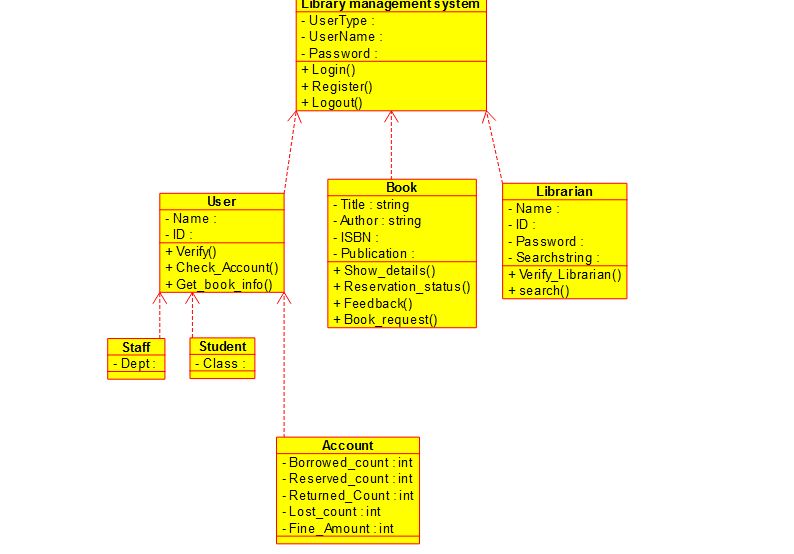 Library management system
- UserType :
- UserName :
- Password :
+ Login()
+ Register()
+ Logout()
User
- Name :
- ID :
+ Verify()
+ Check_Account()
+ Get_book_info()
Book
- Title : string
- Author : string
- ISBN :
- Publication :
+ Show_details()
+ Reservation_status()
+ Feedback()
+ Book_request()
Librarian
- Name :
- ID :
- Password :
- Searchstring :
+ Verify_Librarian()
+ search()
Staff
- Dept :
Student
- Class :
Account
- Borrowed_count : int
- Reserved_count : int
- Returned_Count : int
- Lost_count : int
- Fine_Amount : int